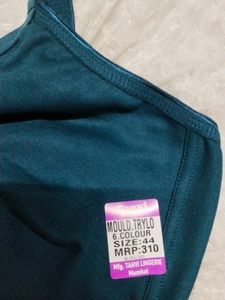 MOULD.TRYLO
6.COLOUR
SIZE:44
MRP:310
Mfg. TANVI LINGERIE
Mumbai